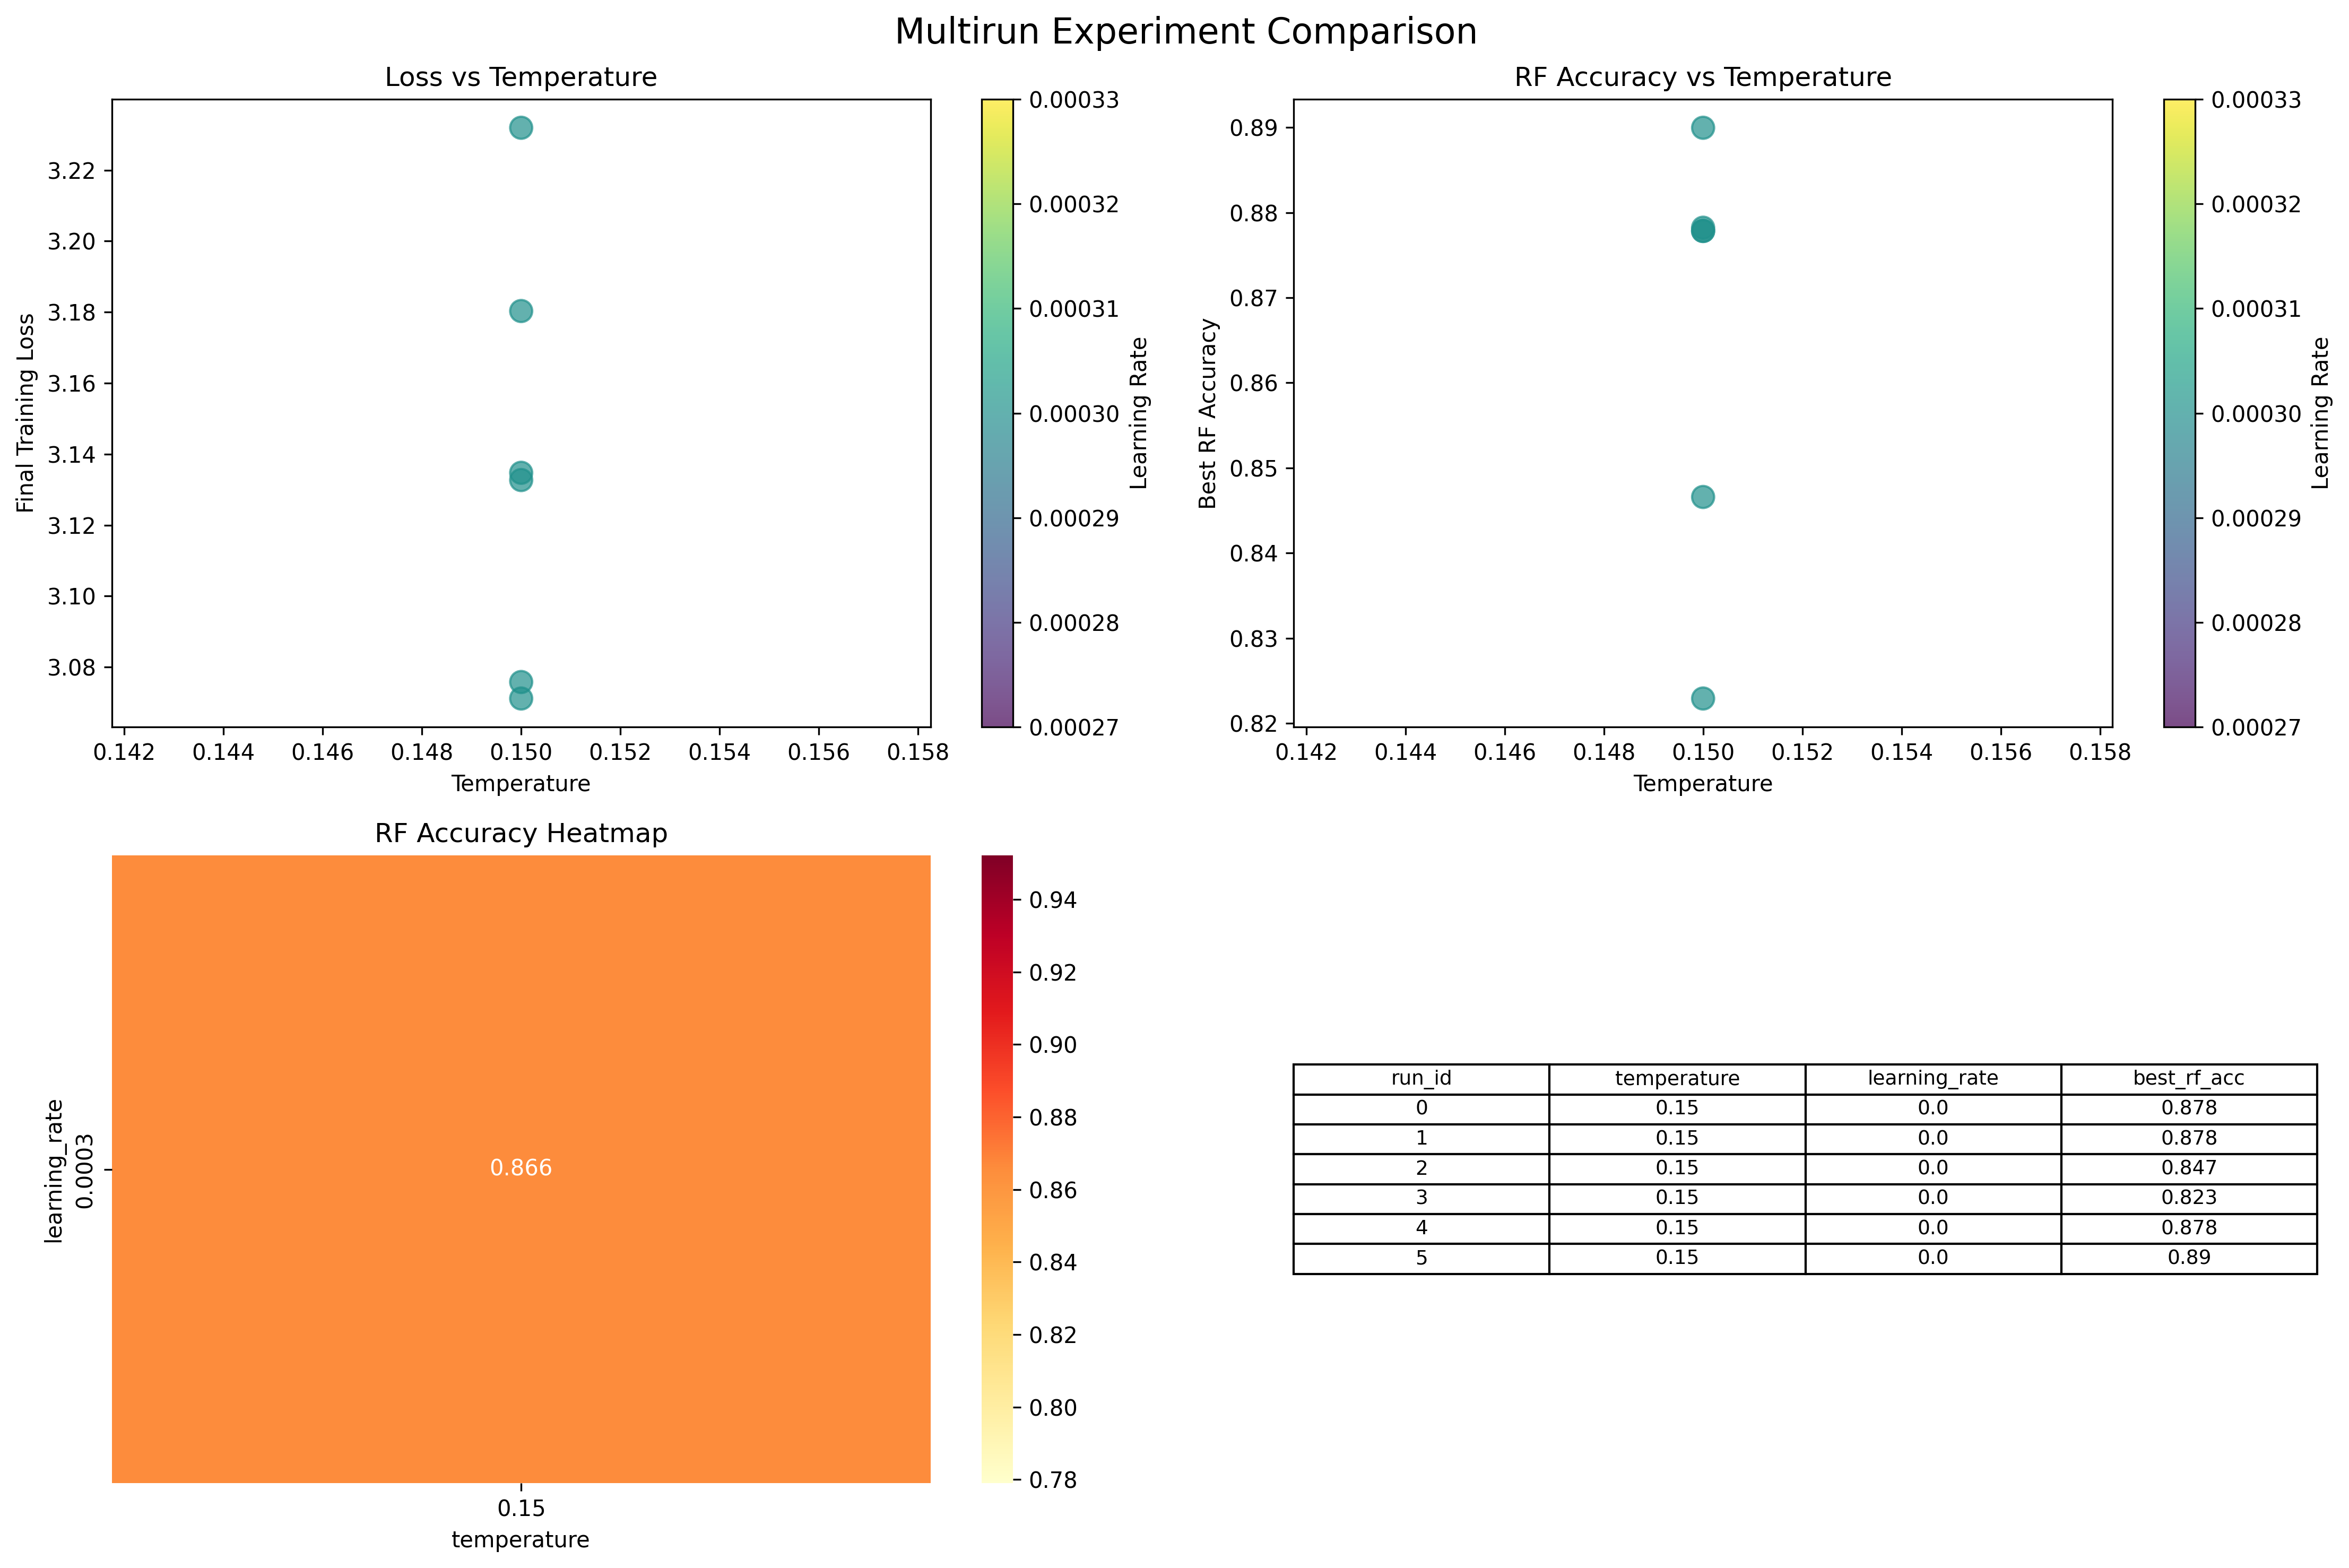 Multirun Experiment Comparison
Loss vs Temperature
Final Training Loss
3.22
3.20
3.18
3.16
3.14
3.12
3.10
3.08
0.142 0.144 0.146 0.148 0.150 0.152 0.154 0.156 0.158
Temperature
0.00033
0.00032
0.00031
0.00030
0.00029
0.00028
0.00027
Learning Rate
RF Accuracy vs Temperature
Best RF Accuracy
0.89
0.88
0.87
0.86
0.85
0.84
0.83
0.82
0.142 0.144 0.146 0.148 0.150 0.152 0.154 0.156 0.158
Temperature
0.00033
0.00032
0.00031
0.00030
0.00029
0.00028
0.00027
Learning Rate
RF Accuracy Heatmap
learning_rate
0.0003
0.866
0.15
temperature
0.94
0.92
0.90
0.88
0.86
0.84
0.82
0.80
0.78
run_id temperature learning_rate best_rf_acc
0 0.15 0.0 0.878
1 0.15 0.0 0.878
2 0.15 0.0 0.847
3 0.15 0.0 0.823
4 0.15 0.0 0.878
5 0.15 0.0 0.89